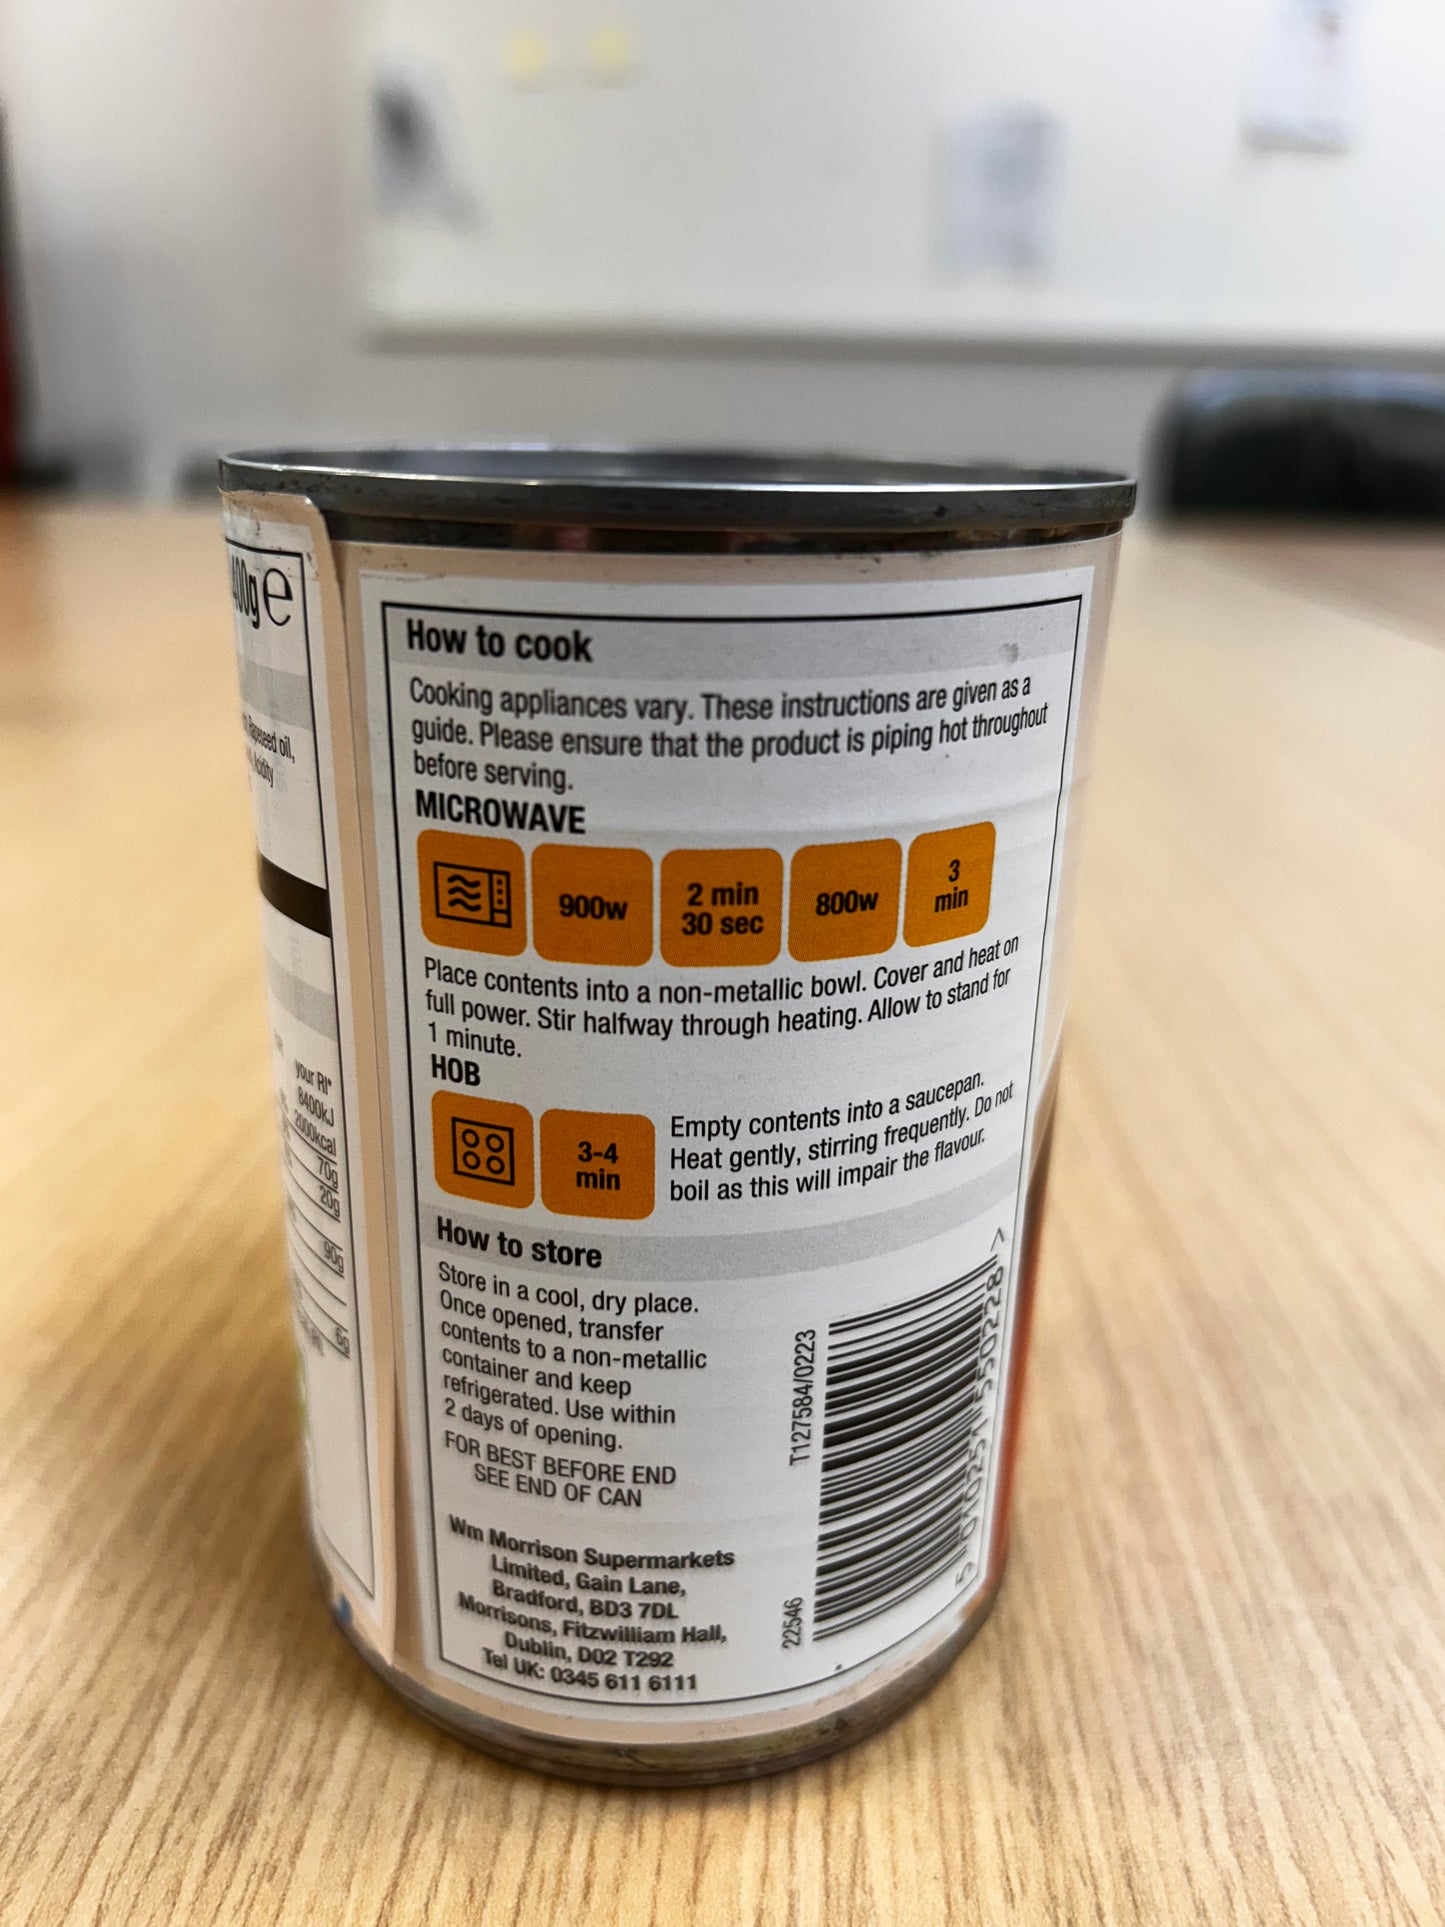 400g℮
Rapeseed oil,
Acidity
your RI*
8400kJ
2000kcal
70g
20g
90g
6g
How to cook
Cooking appliances vary. These instructions are given as a
guide. Please ensure that the product is piping hot throughout
before serving.
MICROWAVE
900w
2 min
30 sec
800w
3
min
Place contents into a non-metallic bowl. Cover and heat on
full power. Stir halfway through heating. Allow to stand for
1 minute.
HOB
3-4
min
Empty contents into a saucepan.
Heat gently, stirring frequently. Do not
boil as this will impair the flavour.
How to store
Store in a cool, dry place.
Once opened, transfer
contents to a non-metallic
container and keep
refrigerated. Use within
2 days of opening.
FOR BEST BEFORE END
SEE END OF CAN
Wm Morrison Supermarkets
Limited, Gain Lane,
Bradford, BD3 7DL
Morrisons, Fitzwilliam Hall,
Dublin, D02 T292
Tel UK: 0345 611 6111
T127584/0223
22546
5 010251 550228 >